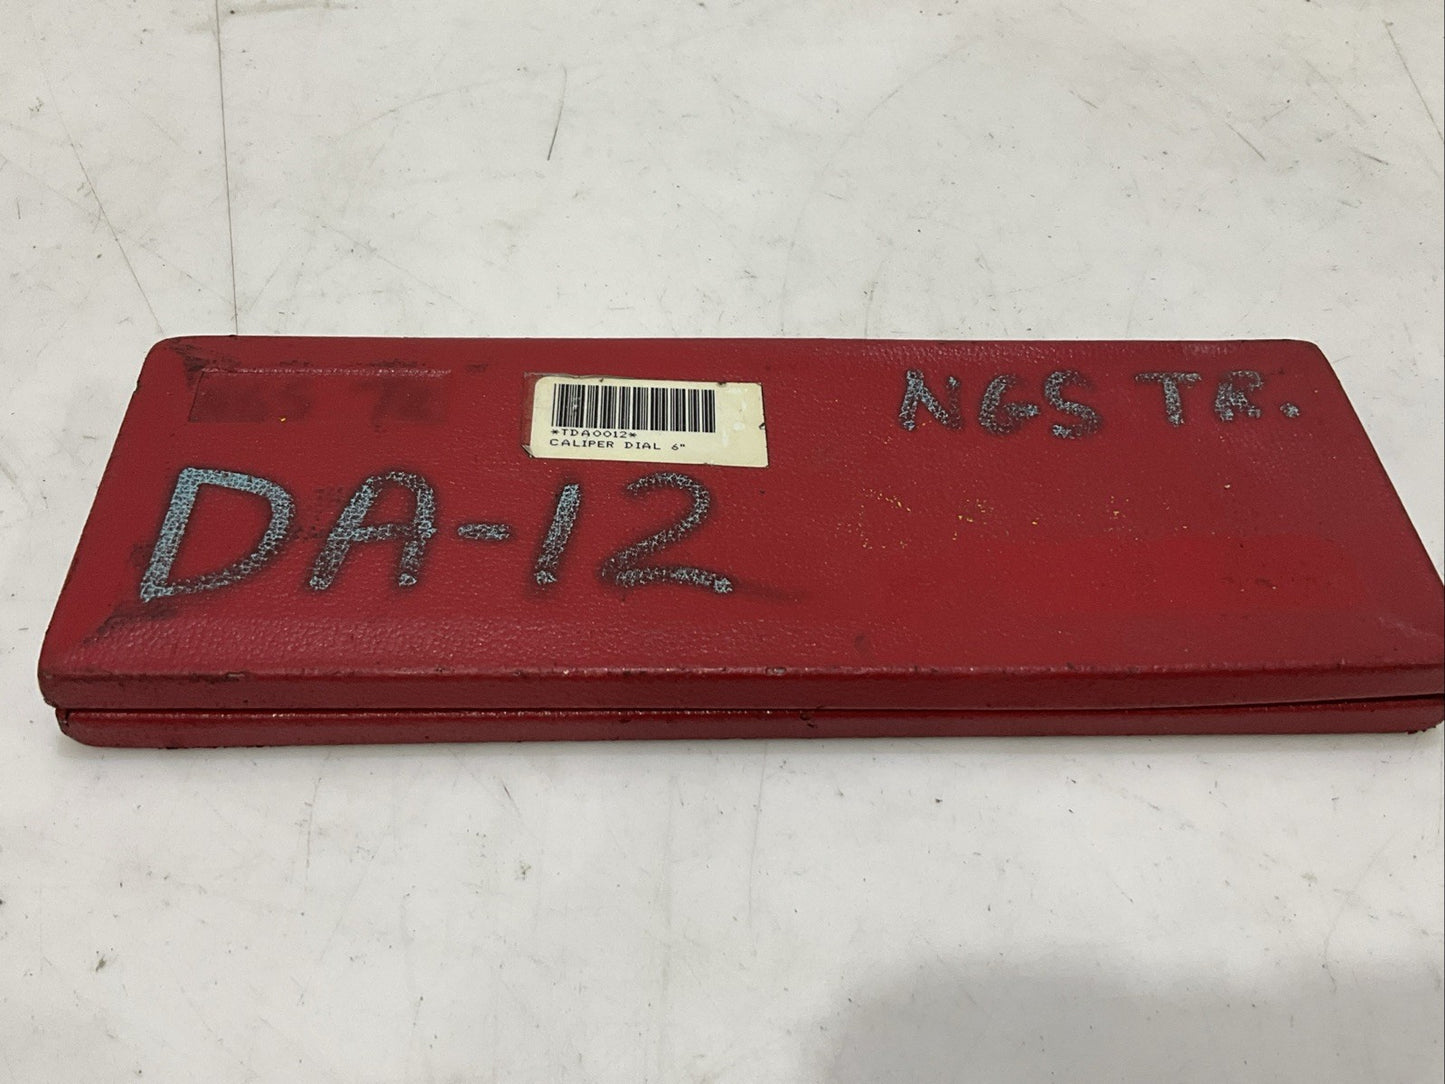 *TDA0012*
CALIPER DIAL 6"
NGS TR.
DA-12